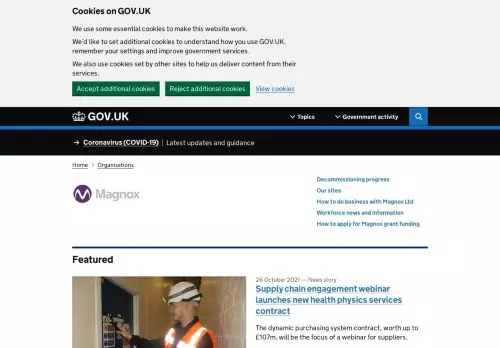 Cookies on GOV.UK
We use some essential cookies to make this website work.
We'd like to set additional cookies to understand how you use GOV.UK,
remember your settings and improve government services.
We also use cookies set by other sites to help us deliver content from their
services.
Accept additional cookies Reject additional cookies View cookies
GOV.UK Topics Government activity
→ Coronavirus (COVID-19) Latest updates and guidance
Home > Organisations
Magnox
Decommissioning progress
Our sites
How to do business with Magnox Ltd
Workforce news and information
How to apply for Magnox grant funding
Featured
26 October 2021 — News story
Supply chain engagement webinar
launches new health physics services
contract
The dynamic purchasing system contract, worth up to
£107m, will be the focus of a webinar for suppliers.